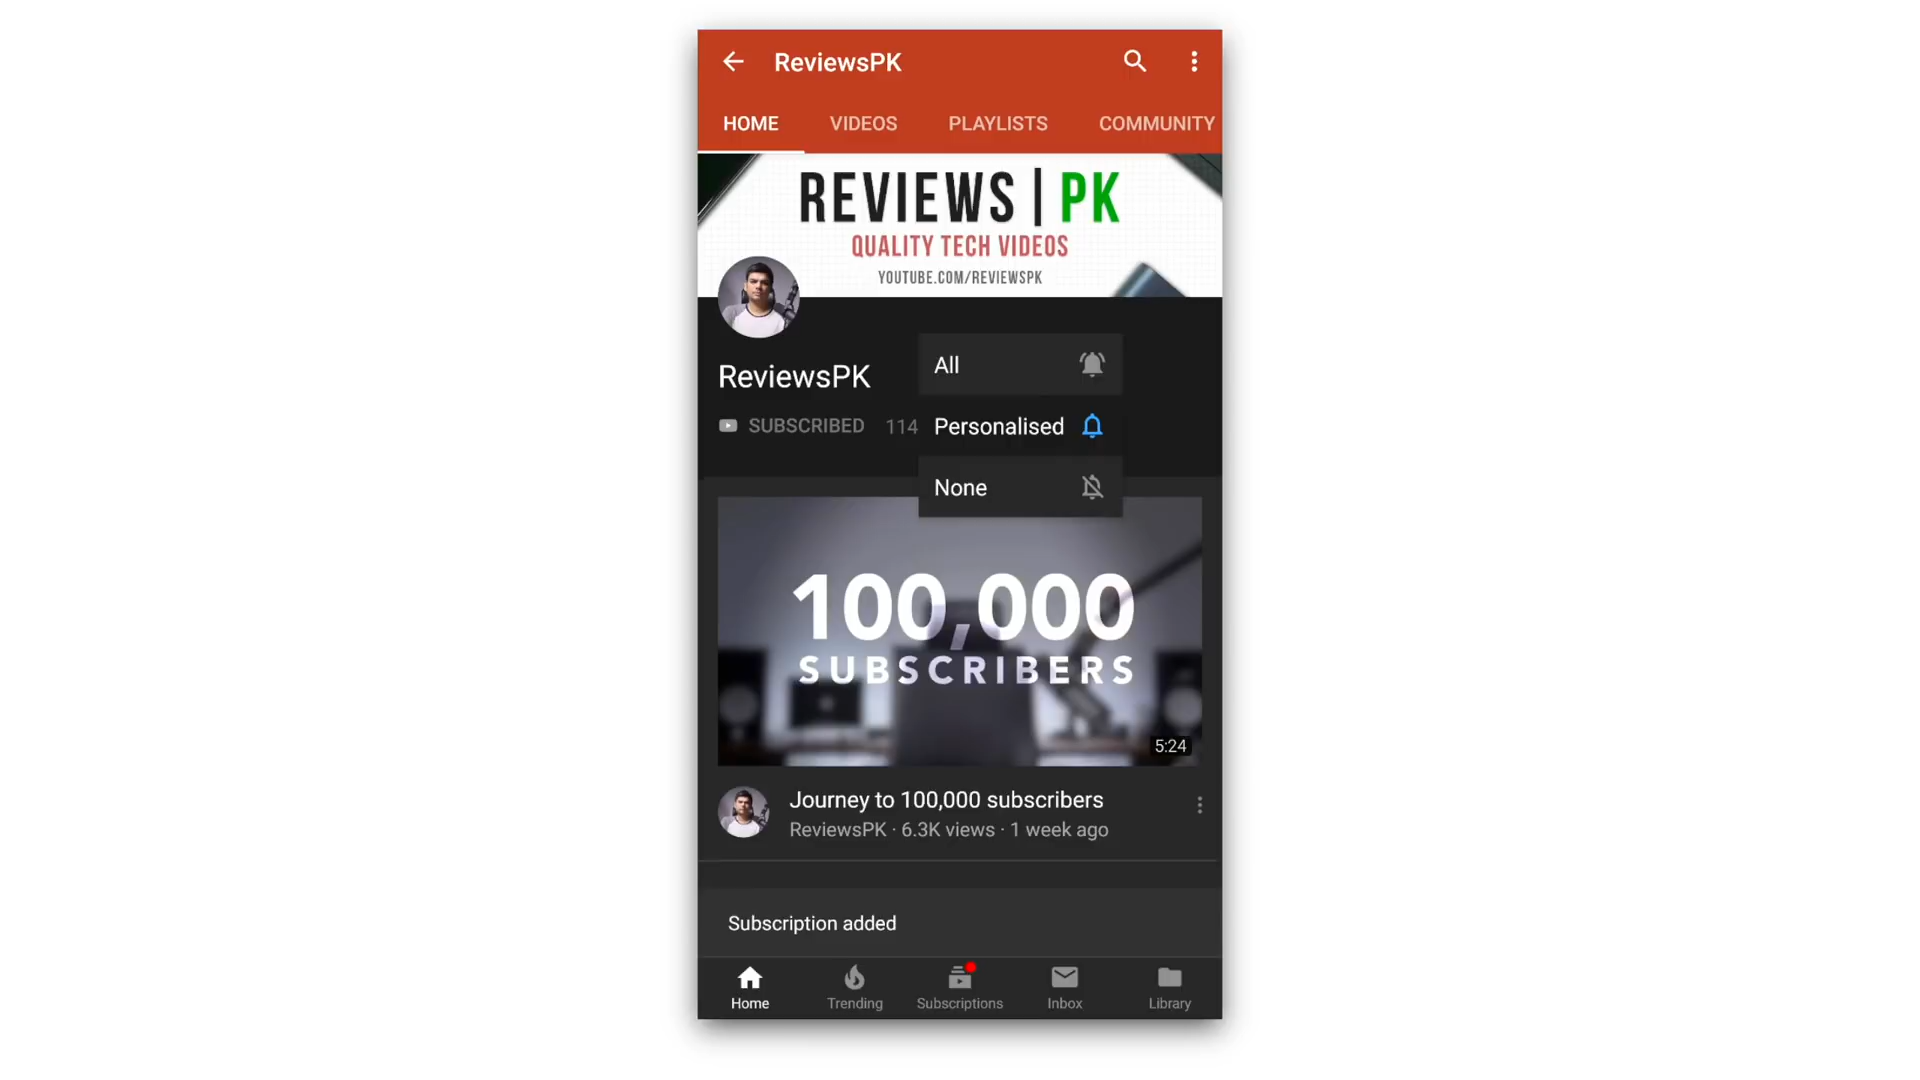 ReviewsPK
HOME VIDEOS PLAYLISTS COMMUNITY
REVIEWS | PK
QUALITY TECH VIDEOS
YOUTUBE.COM/REVIEWSPK
ReviewsPK
SUBSCRIBED 114
All
Personalised
None
100,000
SUBSCRIBERS
5:24
Journey to 100,000 subscribers
ReviewsPK · 6.3K views · 1 week ago
Subscription added
Home Trending Subscriptions Inbox Library